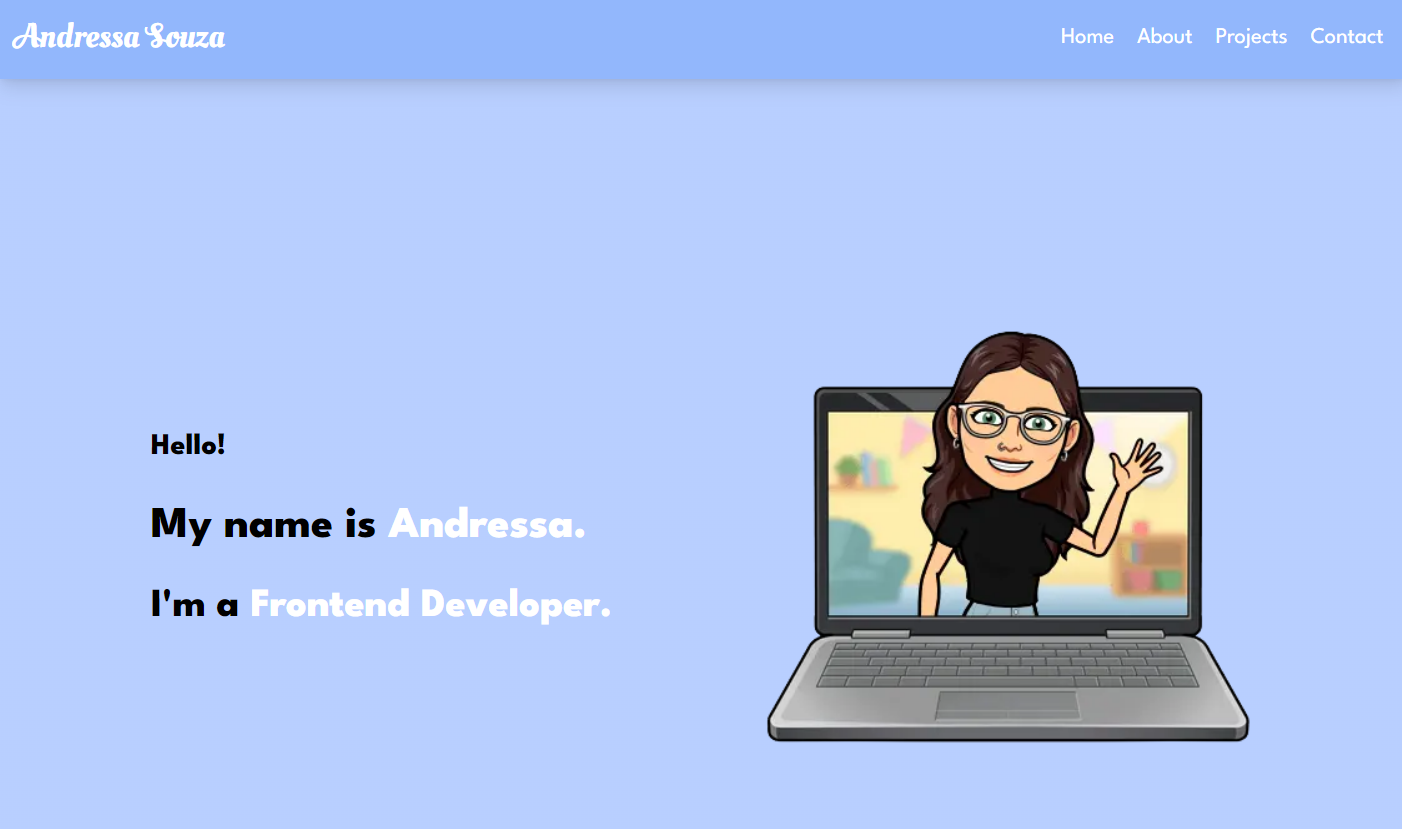 Andressa Souza
Home About Projects Contact
Hello!
My name is Andressa.
I'm a Frontend Developer.